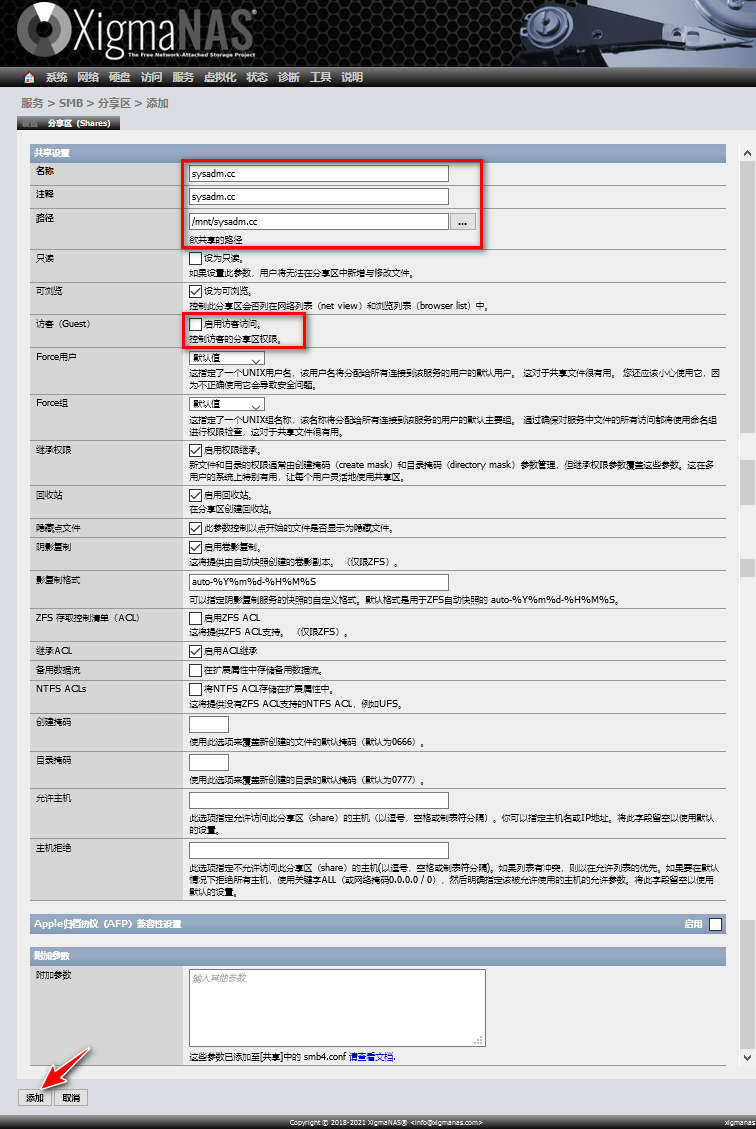 XigmaNAS®
The Free Network-Attached Storage Project
系统 网络 硬盘 访问 服务 虚拟化 状态 诊断 工具 说明
服务 > SMB > 分享区 > 添加
设置 分享区 (Shares)
共享设置
名称 sysadm.cc
注释 sysadm.cc
路径 /mnt/sysadm.cc ...
欲共享的路径
只读 设为只读。
如果设置此参数，用户将无法在分享区中新增与修改文件。
可浏览 设为可浏览。
控制此分享区会否列在网络列表（net view）和浏览列表（browser list）中。
访客（Guest） 启用访客访问。
控制访客的分享区权限。
Force用户 默认值
这指定了一个UNIX用户名，该用户名将分配给所有连接到该服务的用户的默认用户。 这对于共享文件很有用。 您还应该小心使用它，因
为不正确使用它会导致安全问题。
Force组 默认值
这指定了一个UNIX组名称，该名称将分配给所有连接到该服务的用户的默认主要组。 通过确保对服务中文件的所有访问都将使用命名组
进行权限检查，这对于共享文件很有用。
继承权限 启用权限继承。
新文件和目录的权限通常由创建掩码（create mask）和目录掩码（directory mask）参数管理，但继承权限参数覆盖这些参数。这在多
用户的系统上特别有用，让每个用户灵活地使用共享区。
回收站 启用回收站。
在分享区创建回收站。
隐藏点文件 此参数控制以点开始的文件是否显示为隐藏文件。
阴影复制 启用卷影复制。
这将提供由自动快照创建的卷影副本。 （仅限ZFS）。
影复制格式 auto-%Y%m%d-%H%M%S
可以指定阴影复制服务的快照的自定义格式。默认格式是用于ZFS自动快照的 auto-%Y%m%d-%H%M%S。
ZFS 存取控制清单（ACL） 启用ZFS ACL
这将提供ZFS ACL支持。 （仅限ZFS）。
继承ACL 启用ACL继承
备用数据流 在扩展属性中存储备用数据流。
NTFS ACLs 将NTFS ACL存储在扩展属性中。
这将提供没有ZFS ACL支持的NTFS ACL，例如UFS。
创建掩码
使用此选项来覆盖新创建的文件的默认掩码（默认为0666）。
目录掩码
使用此选项来覆盖新创建的目录的默认掩码（默认为0777）。
允许主机
此选项指定允许访问此分享区（share）的主机（以逗号，空格或制表符分隔）。你可以指定主机名或IP地址。将此字段留空以使用默认
的设置。
主机拒绝
此选项指定不允许访问此分享区（share）的主机(以逗号，空格或制表符分隔)。如果列表有冲突，则以在允许列表的优先。如果要在默认
情况下拒绝所有主机，使用关键字ALL（或网络掩码0.0.0.0 / 0），然后明确指定该被允许使用的主机的允许参数。将此字段留空以使用
默认的设置。
Apple归档协议（AFP）兼容性设置 启用
附加参数
附加参数 输入其他参数
这些参数已添加至[共享]中的 smb4.conf 请查看文档.
添加 取消
Copyright © 2018-2021 XigmaNAS® <info@xigmanas.com> xigmanas